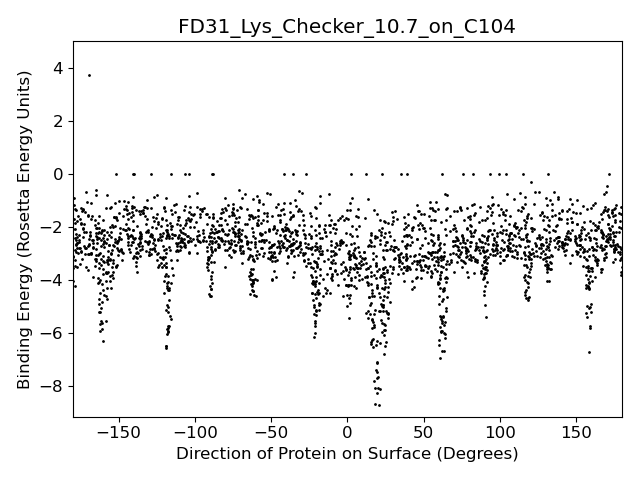 FD31_Lys_Checker_10.7_on_C104
Binding Energy (Rosetta Energy Units)
4
2
0
−2
−4
−6
−8
−150 −100 −50 0 50 100 150
Direction of Protein on Surface (Degrees)